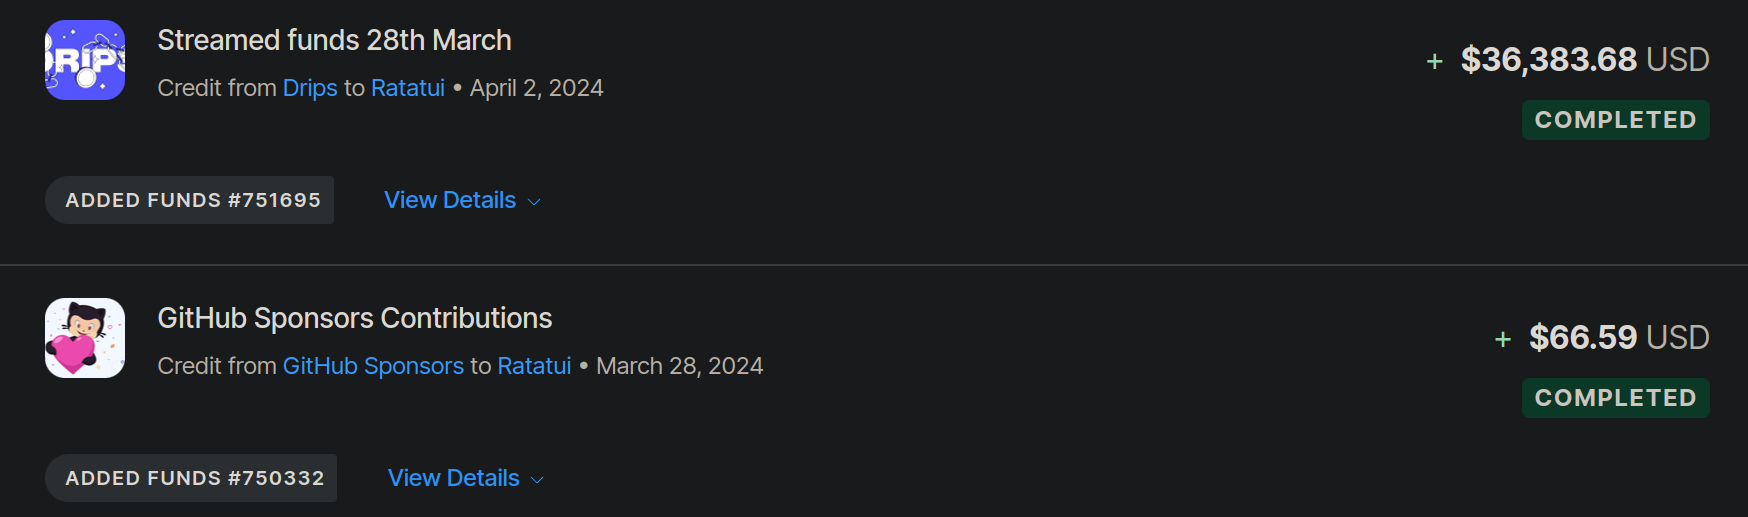 DRIPS
Streamed funds 28th March
+ $36,383.68 USD
Credit from Drips to Ratatui • April 2, 2024
COMPLETED
ADDED FUNDS #751695
View Details
GitHub Sponsors Contributions
+ $66.59 USD
Credit from GitHub Sponsors to Ratatui • March 28, 2024
COMPLETED
ADDED FUNDS #750332
View Details